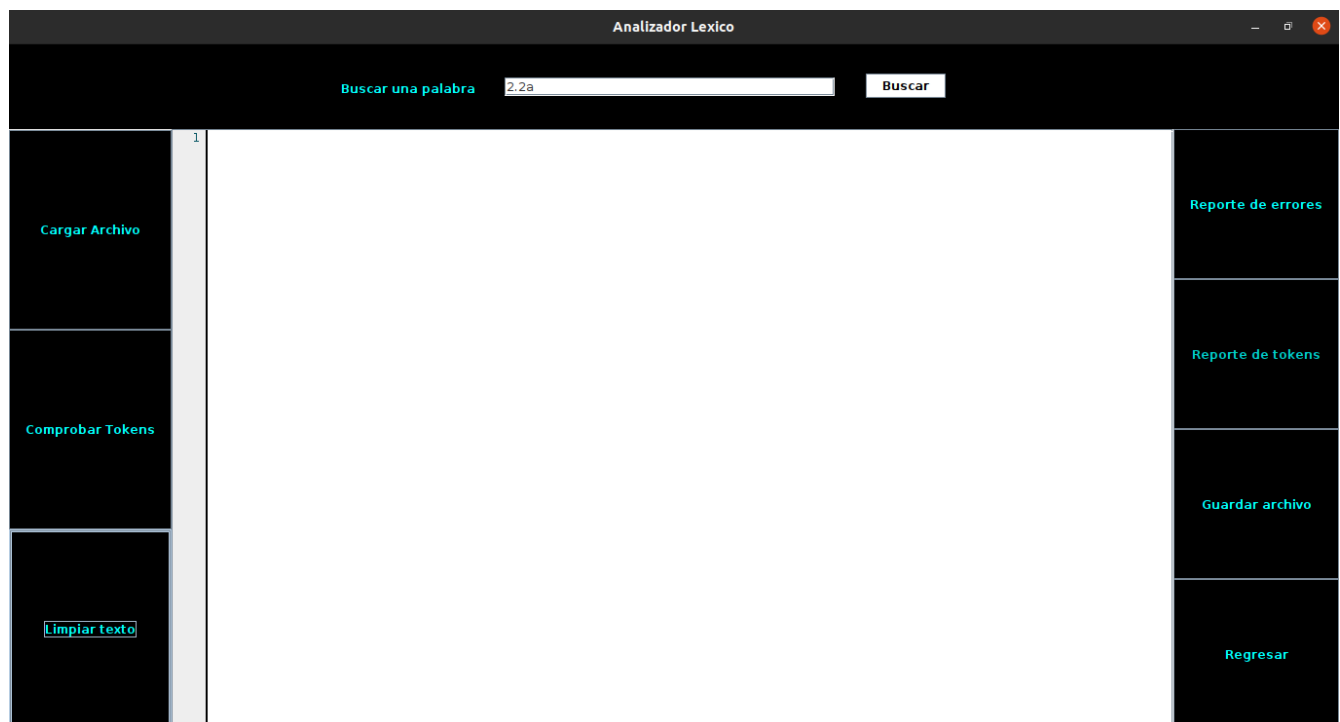 Analizador Lexico
Buscar una palabra 2.2a Buscar
1
Cargar Archivo
Comprobar Tokens
Limpiar texto
Reporte de errores
Reporte de tokens
Guardar archivo
Regresar